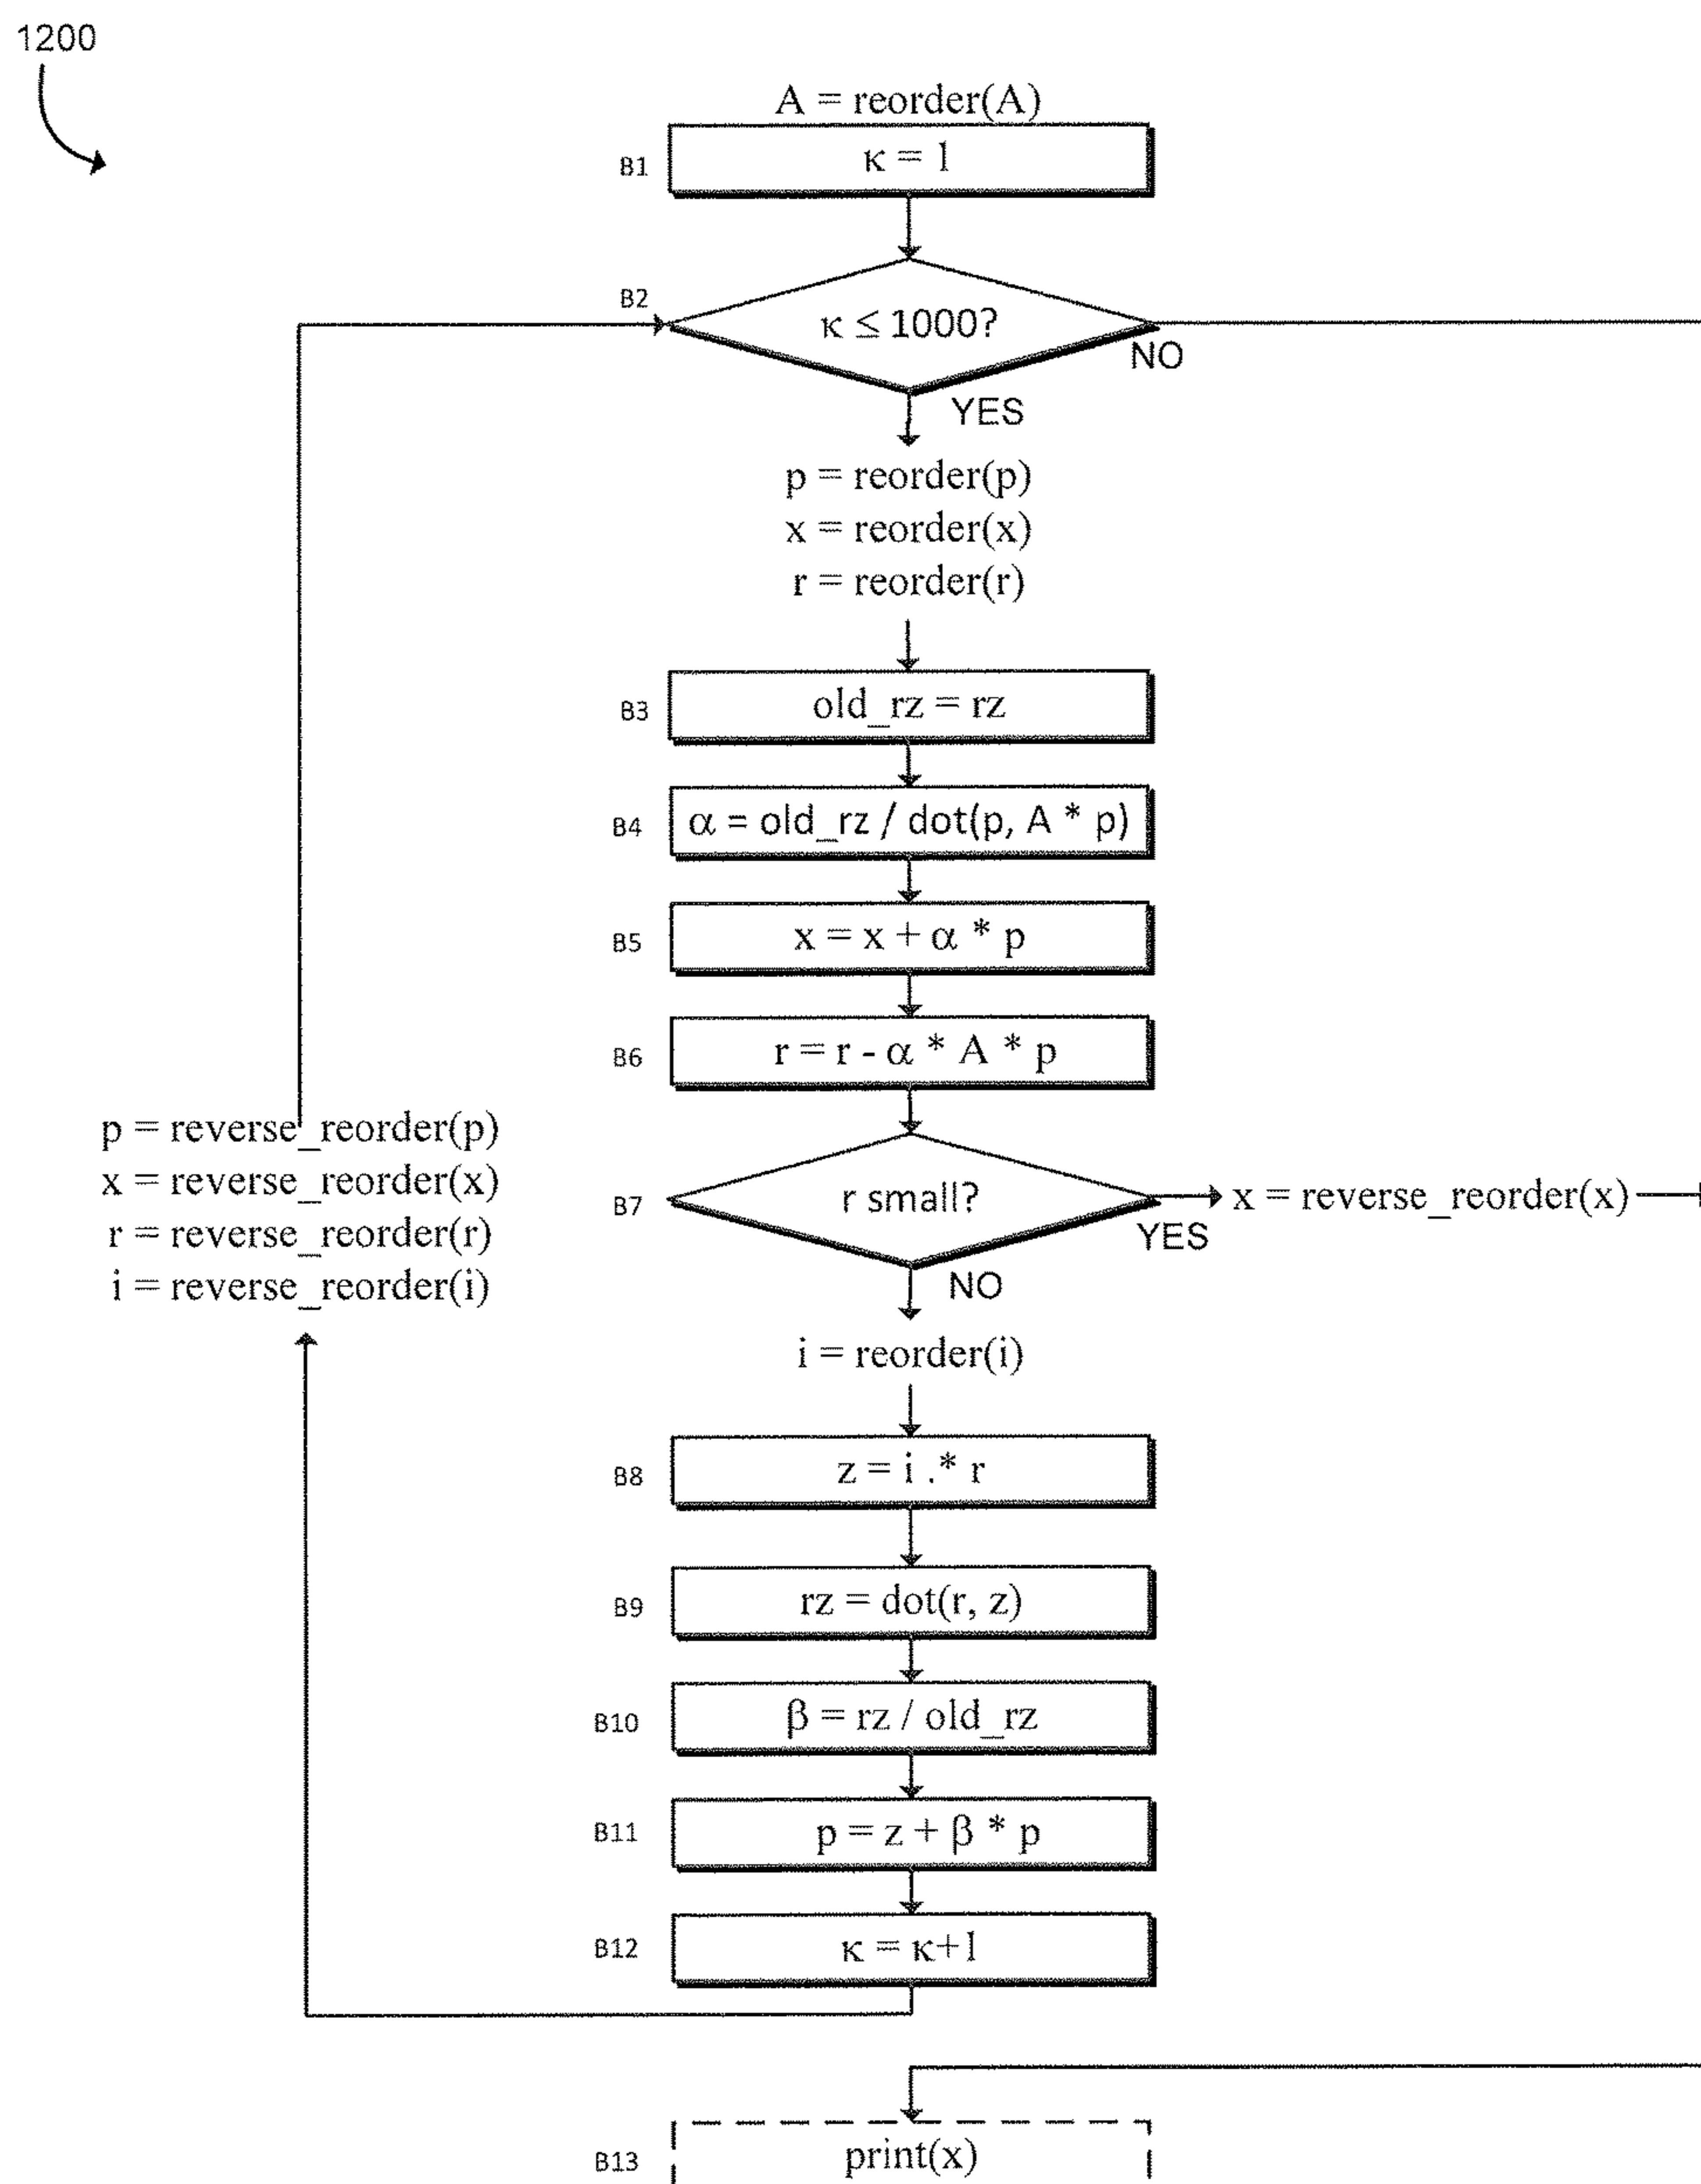 1200
A = reorder(A)
B1
κ = 1
B2
κ ≤ 1000?
NO
YES
p = reorder(p)
x = reorder(x)
r = reorder(r)
B3
old_rz = rz
B4
α = old_rz / dot(p, A * p)
B5
x = x + α * p
B6
r = r - α * A * p
p = reverse_reorder(p)
x = reverse_reorder(x)
r = reverse_reorder(r)
i = reverse_reorder(i)
B7
r small?
YES
x = reverse_reorder(x)
NO
i = reorder(i)
B8
z = i .* r
B9
rz = dot(r, z)
B10
β = rz / old_rz
B11
p = z + β * p
B12
κ = κ+1
B13
print(x)